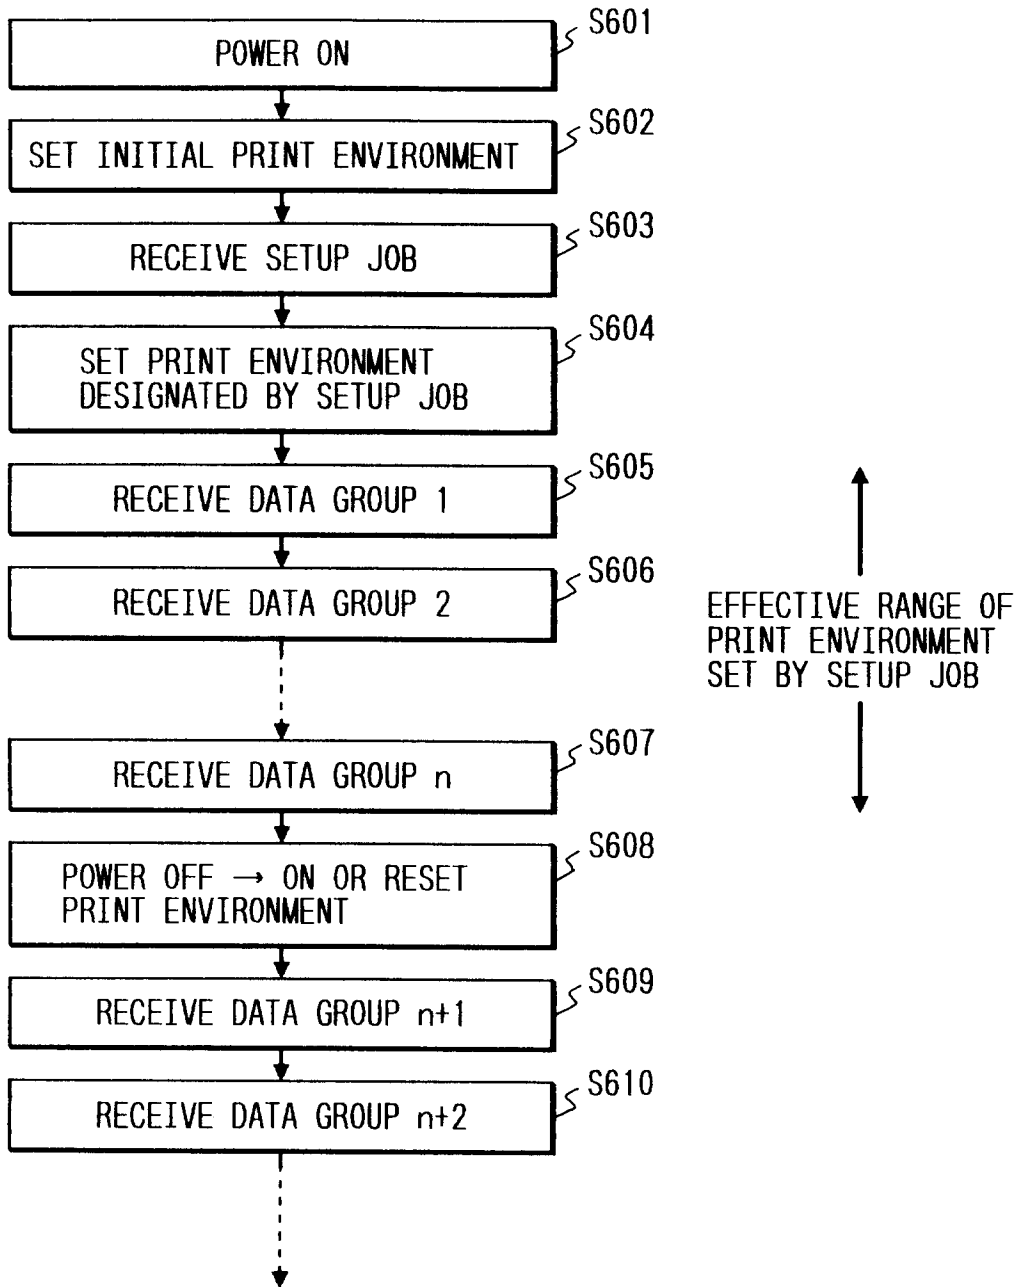 S601
POWER ON
S602
SET INITIAL PRINT ENVIRONMENT
S603
RECEIVE SETUP JOB
S604
SET PRINT ENVIRONMENT
DESIGNATED BY SETUP JOB
S605
RECEIVE DATA GROUP 1
S606
RECEIVE DATA GROUP 2
EFFECTIVE RANGE OF
PRINT ENVIRONMENT
SET BY SETUP JOB
S607
RECEIVE DATA GROUP n
S608
POWER OFF → ON OR RESET
PRINT ENVIRONMENT
S609
RECEIVE DATA GROUP n+1
S610
RECEIVE DATA GROUP n+2